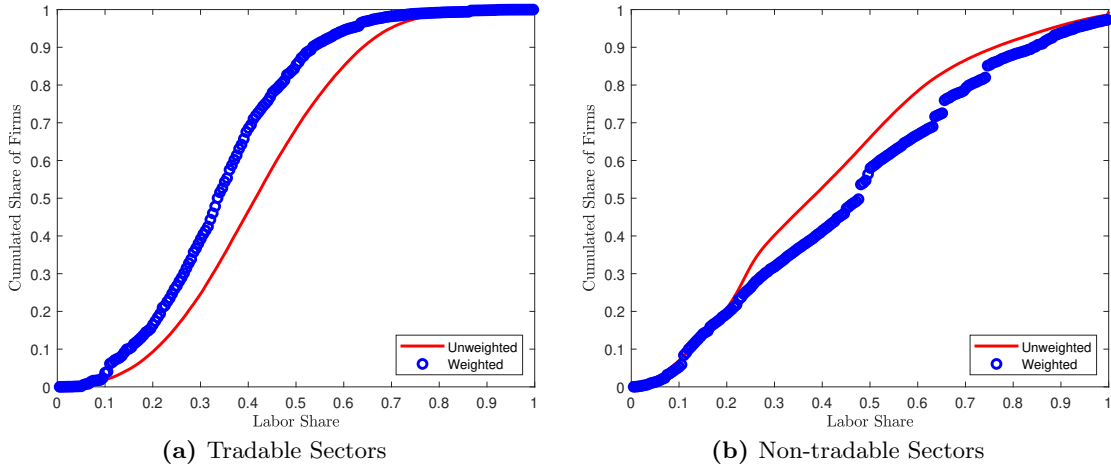 1
0.9
0.8
0.7
0.6
0.5
0.4
0.3
0.2
0.1
0
Cumulated Share of Firms
Unweighted
Weighted
0 0.1 0.2 0.3 0.4 0.5 0.6 0.7 0.8 0.9 1
Labor Share
(a) Tradable Sectors
1
0.9
0.8
0.7
0.6
0.5
0.4
0.3
0.2
0.1
0
Cumulated Share of Firms
Unweighted
Weighted
0 0.1 0.2 0.3 0.4 0.5 0.6 0.7 0.8 0.9 1
Labor Share
(b) Non-tradable Sectors